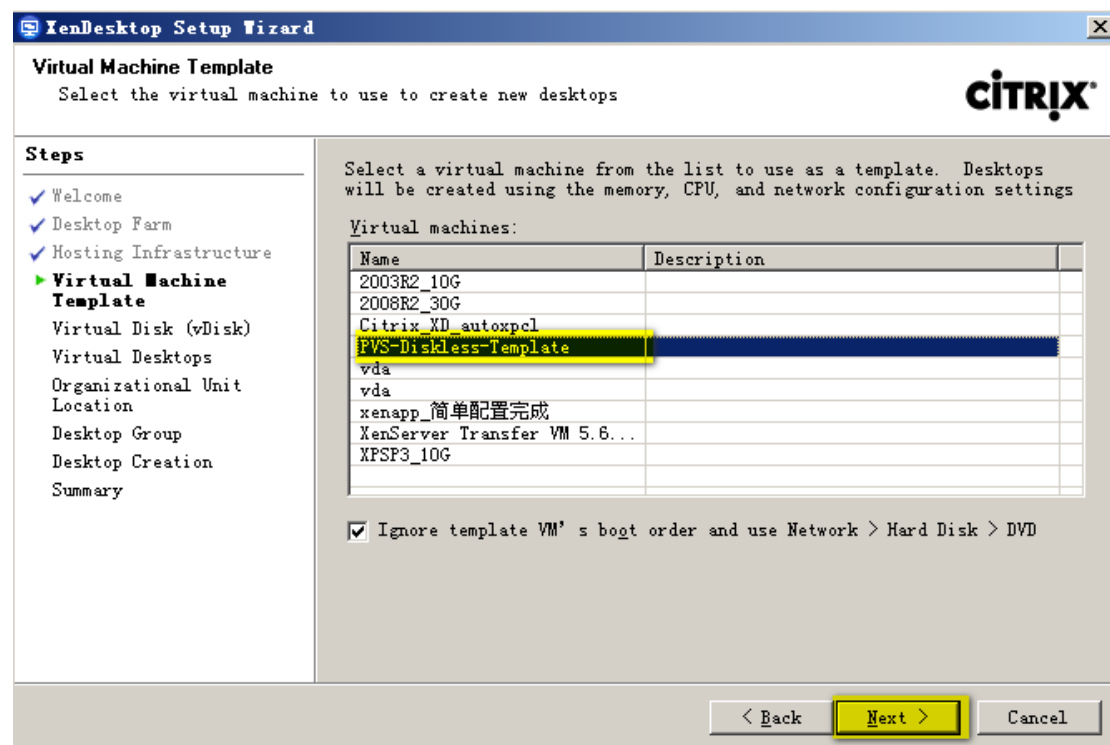 XenDesktop Setup Wizard
Virtual Machine Template
Select the virtual machine to use to create new desktops
CİTRIX
Steps
Welcome
Desktop Farm
Hosting Infrastructure
Virtual Machine
Template
Virtual Disk (vDisk)
Virtual Desktops
Organizational Unit
Location
Desktop Group
Desktop Creation
Summary
Select a virtual machine from the list to use as a template. Desktops
will be created using the memory, CPU, and network configuration settings
Virtual machines:
Name Description
2003R2_10G
2008R2_30G
Citrix_XD_autoxpcl
PVS-Diskless-Template
vda
vda
xenapp_简单配置完成
XenServer Transfer VM 5.6...
XPSP3_10G
Ignore template VM's boot order and use Network > Hard Disk > DVD
< Back Next > Cancel